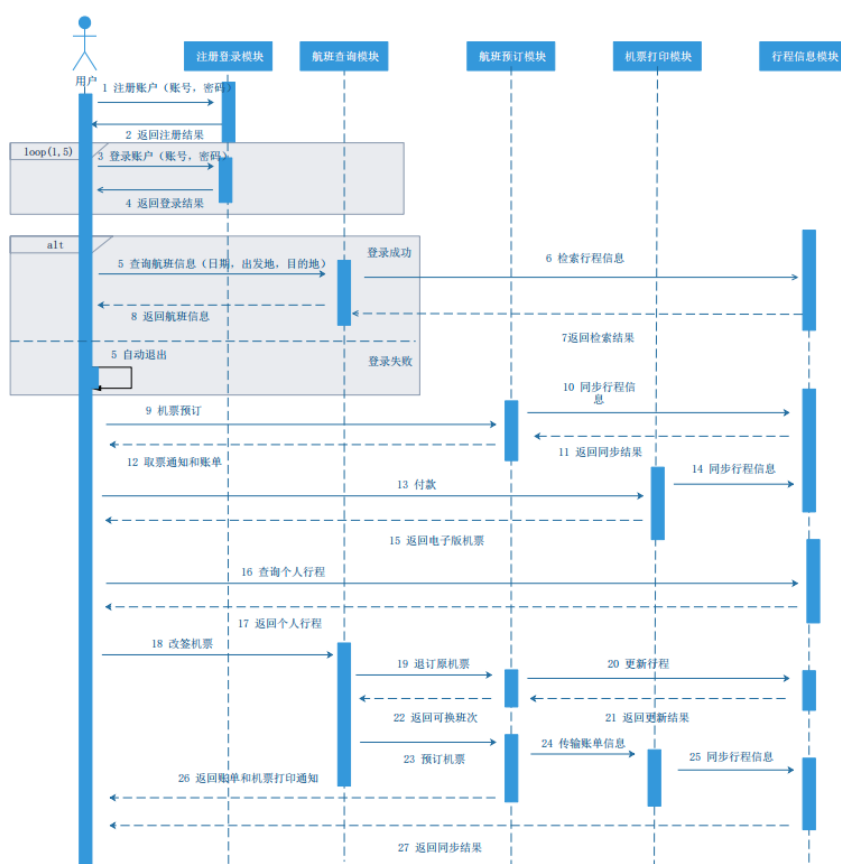 用户
注册登录模块
航班查询模块
航班预订模块
机票打印模块
行程信息模块
1 注册账户（账号，密码）
2 返回注册结果
loop(1,5)
3 登录账户（账号，密码）
4 返回登录结果
alt
登录成功
5 查询航班信息（日期，出发地，目的地）
6 检索行程信息
8 返回航班信息
7返回检索结果
5 自动退出
登录失败
9 机票预订
10 同步行程信
息
11 返回同步结果
12 取票通知和账单
13 付款
14 同步行程信息
15 返回电子版机票
16 查询个人行程
17 返回个人行程
18 改签机票
19 退订原机票
20 更新行程
22 返回可换班次
21 返回更新结果
23 预订机票
24 传输账单信息
25 同步行程信息
26 返回账单和机票打印通知
27 返回同步结果